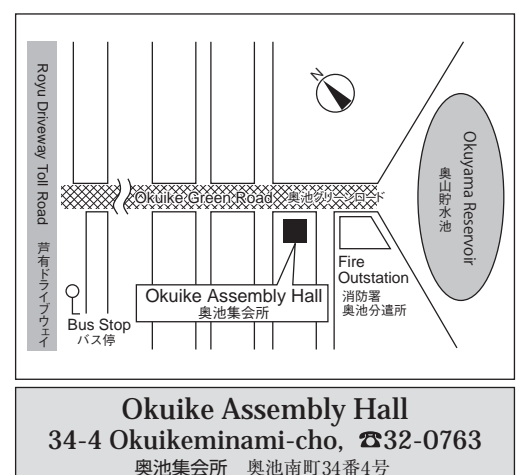 N
Royu Driveway Toll Road 芦有ドライブウェイ
Okuike Green Road 奥池グリーンロード
Okuyama Reservoir
奥山貯水池
Fire
Outstation
消防署
奥池分遣所
Okuike Assembly Hall
奥池集会所
Bus Stop
バス停
Okuike Assembly Hall
34-4 Okuikeminami-cho, ☎32-0763
奥池集会所 奥池南町34番4号